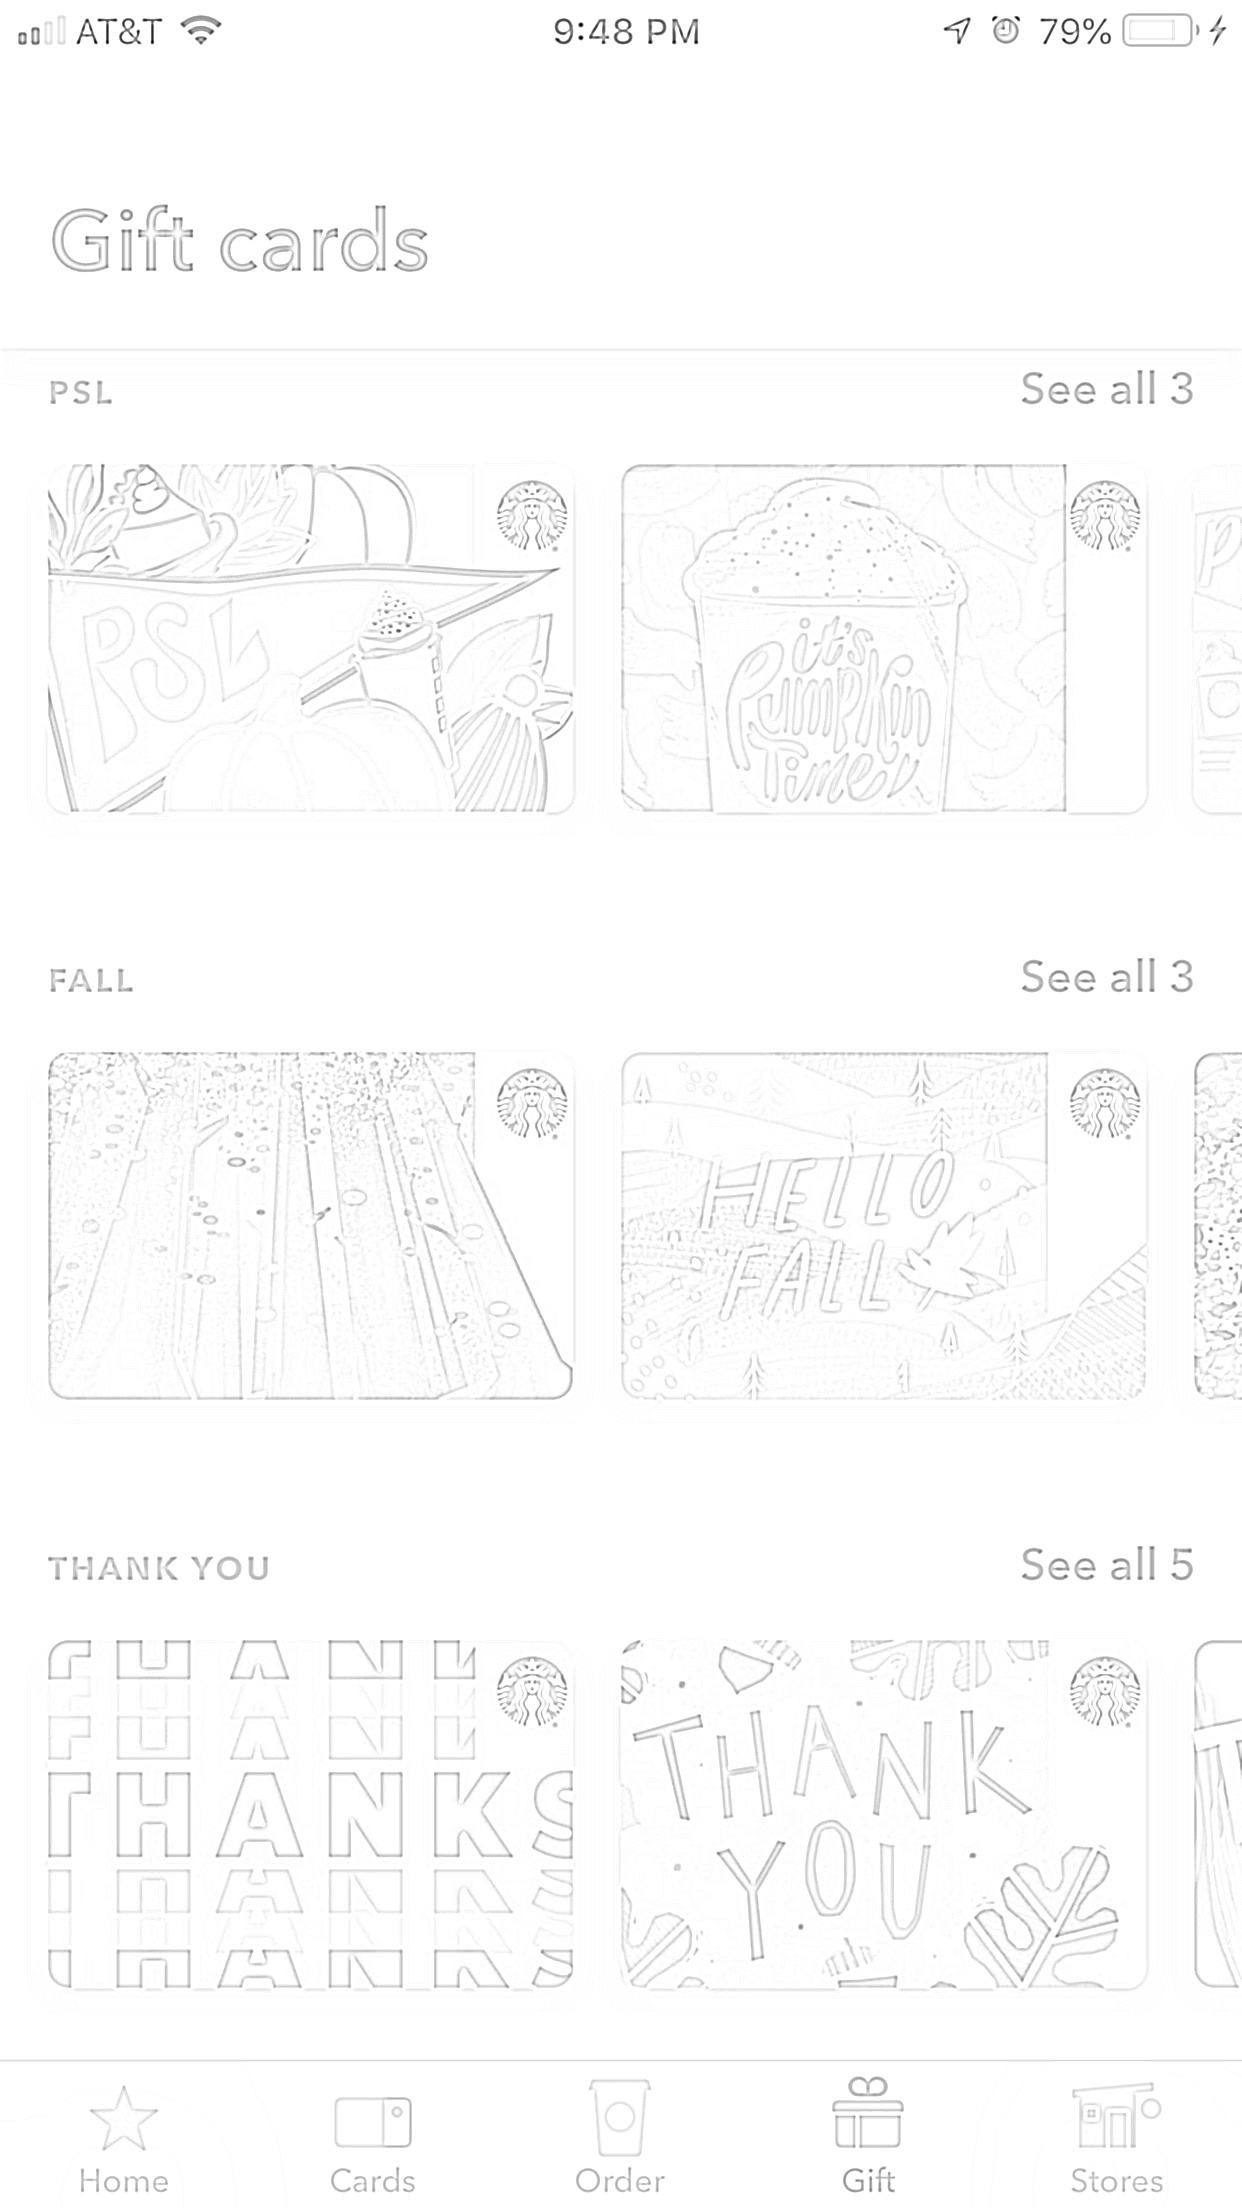 AT&T 9:48 PM 79%
Gift cards
PSL See all 3
PSL
it's
Pumpkin
Time
P
FALL See all 3
HELLO
FALL
THANK YOU See all 5
THANKS
THANK
YOU
Home Cards Order Gift Stores